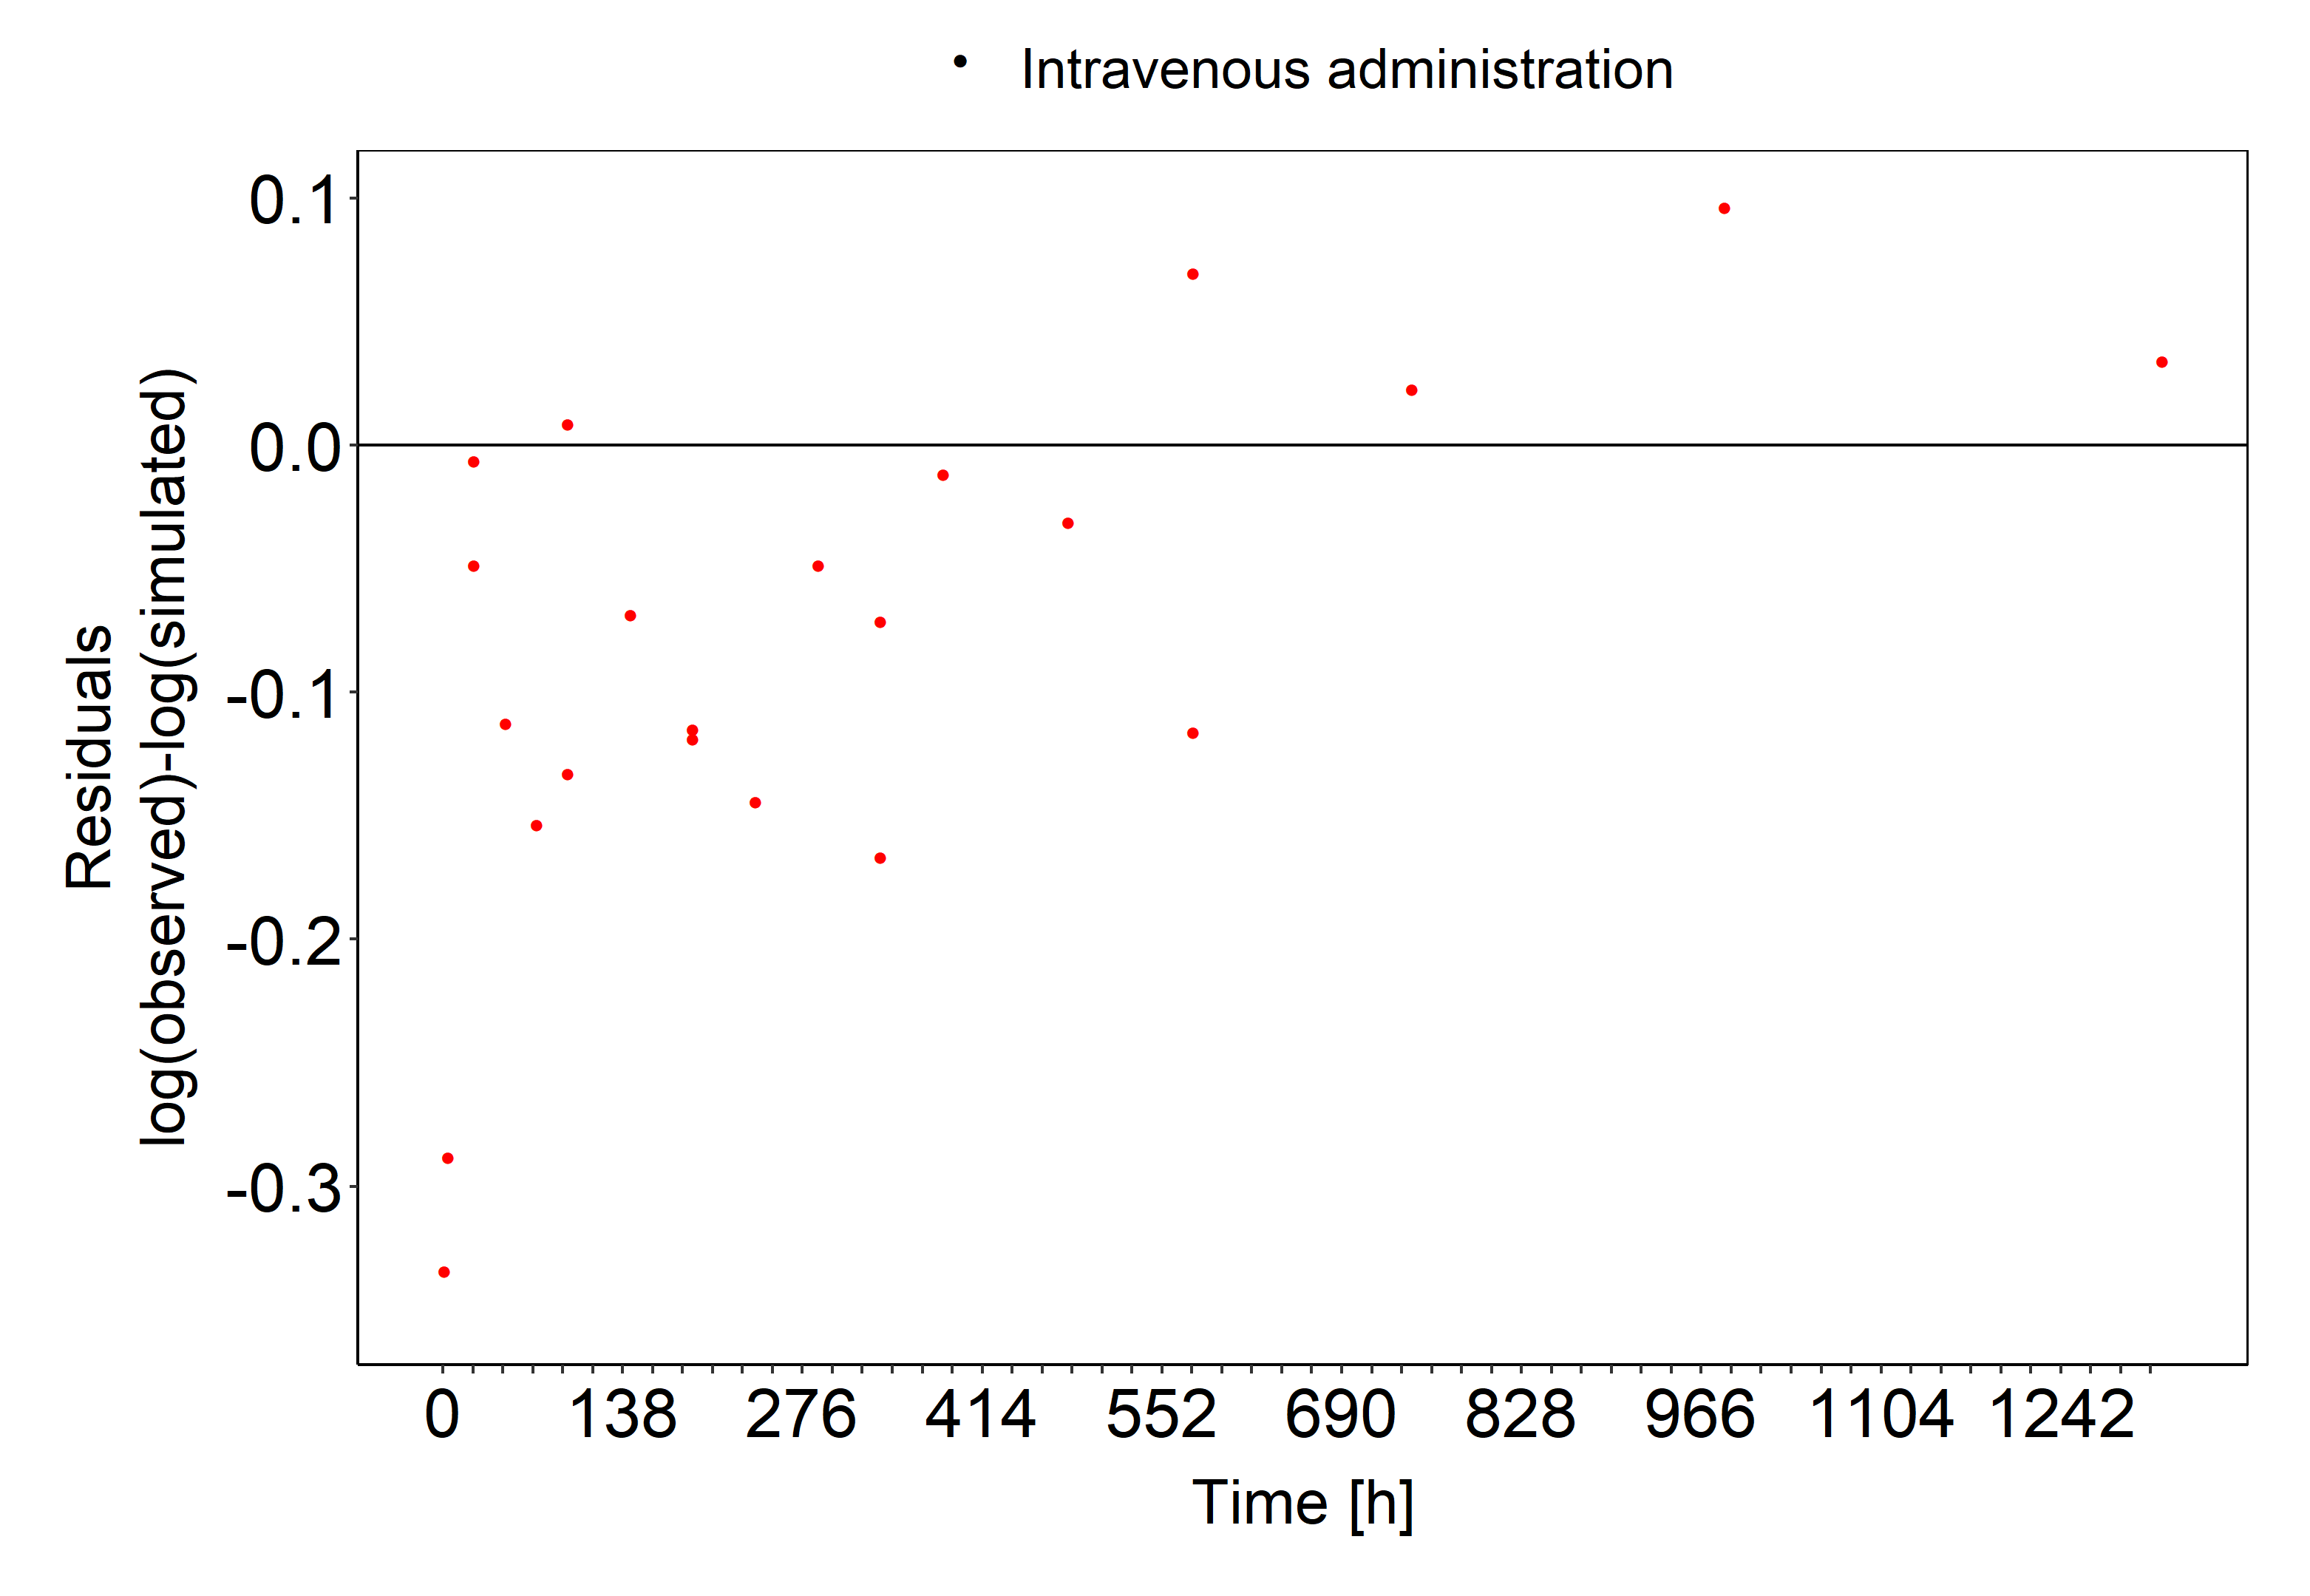 Intravenous administration
Residuals
log(observed)-log(simulated)
0.1
0.0
-0.1
-0.2
-0.3
0 138 276 414 552 690 828 966 1104 1242
Time [h]